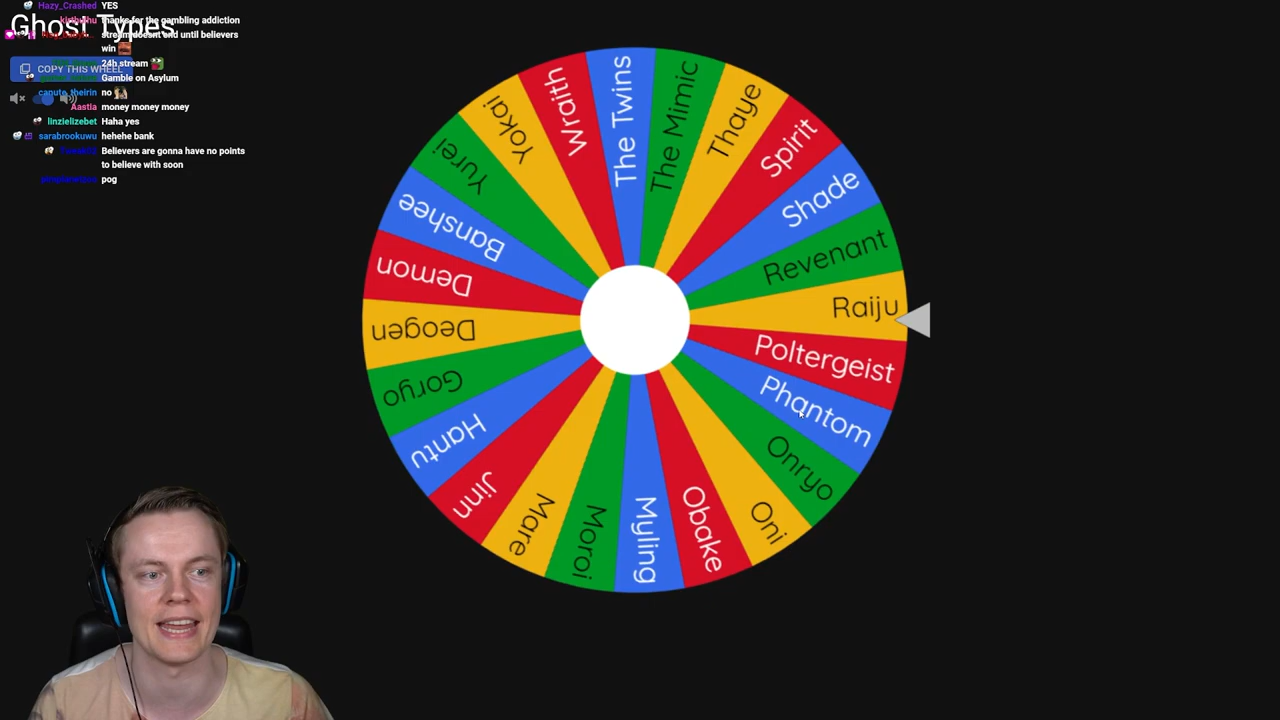 Hazy_Crashed YES
Ghost Types
thanks for the gambling addiction
stream doesnt end until believers
win
24h stream
COPY THIS WHEEL
Gamble on Asylum
canuto_theirin no
Aastia money money money
linzielizebet Haha yes
sarabrookuwu hehehe bank
Believers are gonna have no points
to believe with soon
pog
The Twins
The Mimic
Thaye
Spirit
Shade
Revenant
Raiju
Poltergeist
Phantom
Onryo
Oni
Obake
Myling
Moroi
Mare
Jinn
Hantu
Goryo
Deogen
Demon
Banshee
Yurei
Yokai
Wraith